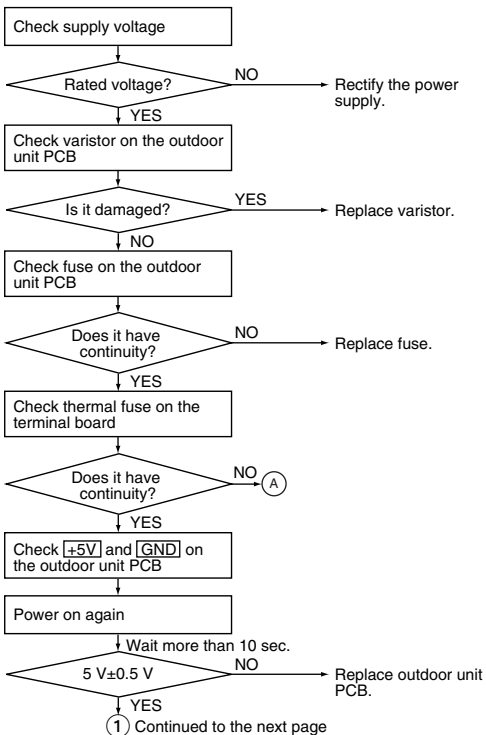 Check supply voltage
Rated voltage?
NO
Rectify the power
supply.
YES
Check varistor on the outdoor
unit PCB
Is it damaged?
YES
Replace varistor.
NO
Check fuse on the outdoor
unit PCB
Does it have
continuity?
NO
Replace fuse.
YES
Check thermal fuse on the
terminal board
Does it have
continuity?
NO
A
YES
Check +5V and GND on
the outdoor unit PCB
Power on again
Wait more than 10 sec.
5 V±0.5 V
NO
Replace outdoor unit
PCB.
YES
1 Continued to the next page